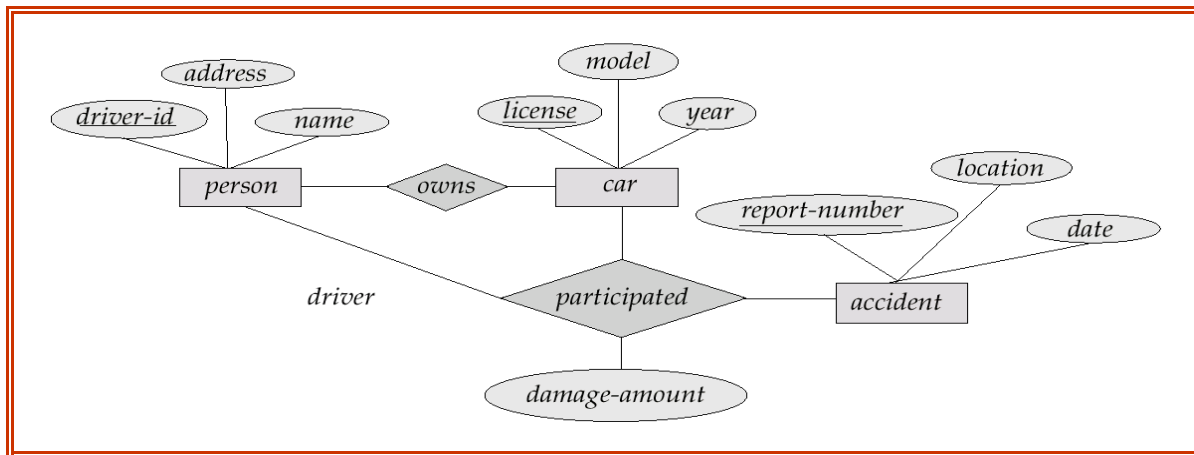 model
address
license
year
driver-id
name
location
person
owns
car
report-number
date
driver
participated
accident
damage-amount